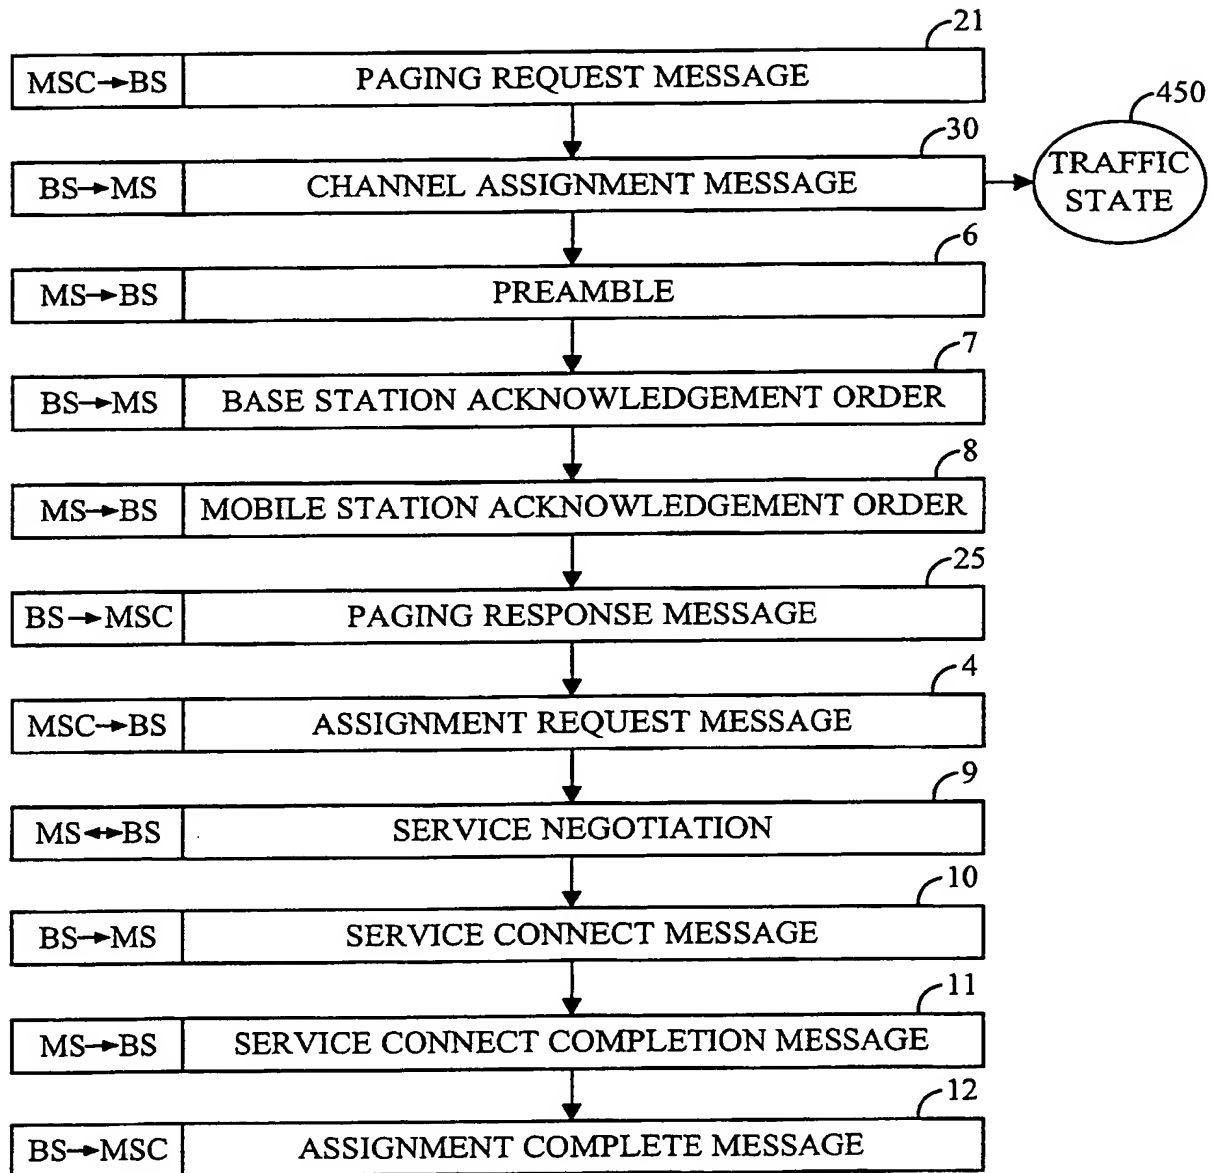 21
MSC→BS PAGING REQUEST MESSAGE
450
30
BS→MS CHANNEL ASSIGNMENT MESSAGE
TRAFFIC
STATE
6
MS→BS PREAMBLE
7
BS→MS BASE STATION ACKNOWLEDGEMENT ORDER
8
MS→BS MOBILE STATION ACKNOWLEDGEMENT ORDER
25
BS→MSC PAGING RESPONSE MESSAGE
4
MSC→BS ASSIGNMENT REQUEST MESSAGE
9
MS↔BS SERVICE NEGOTIATION
10
BS→MS SERVICE CONNECT MESSAGE
11
MS→BS SERVICE CONNECT COMPLETION MESSAGE
12
BS→MSC ASSIGNMENT COMPLETE MESSAGE